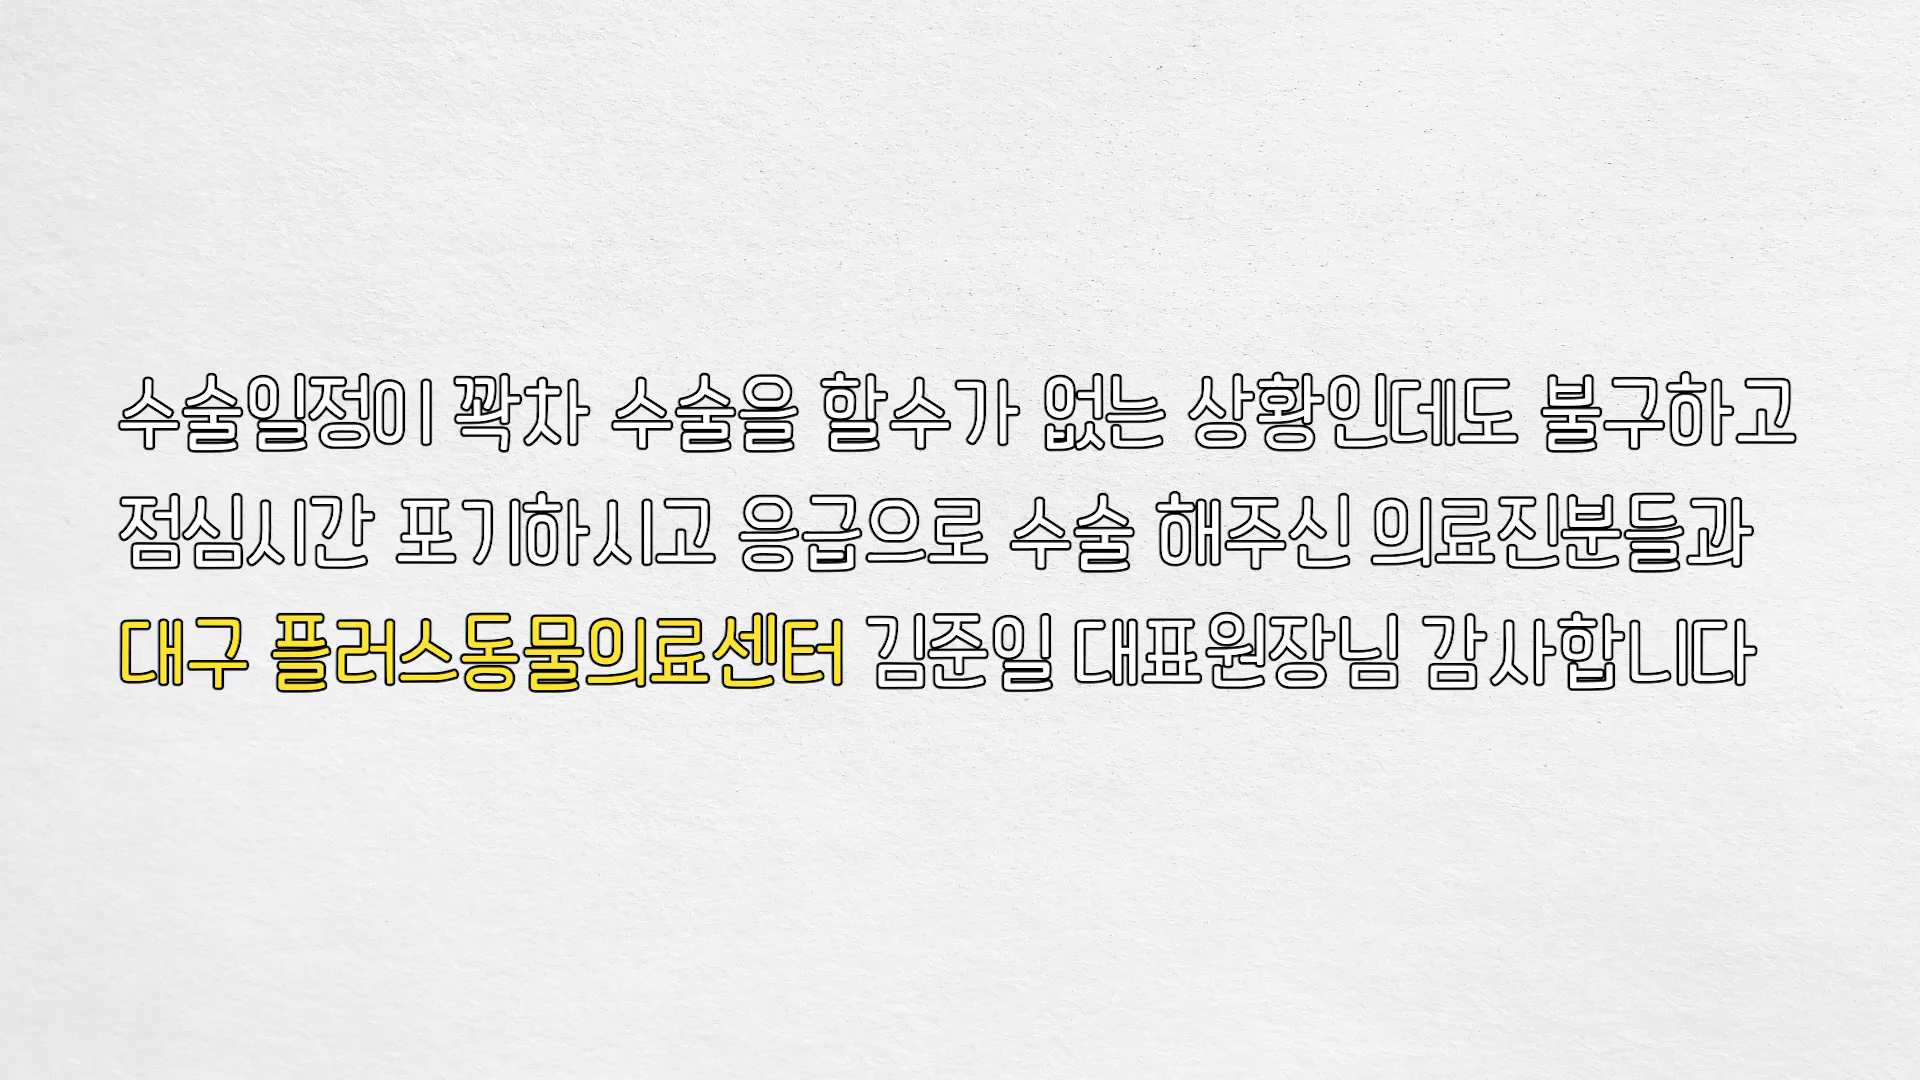 수술일정이 꽉차 수술을 할수가 없는 상황인데도 불구하고
점심시간 포기하시고 응급으로 수술 해주신 의료진분들과
대구 플러스동물의료센터 김준일 대표원장님 감사합니다